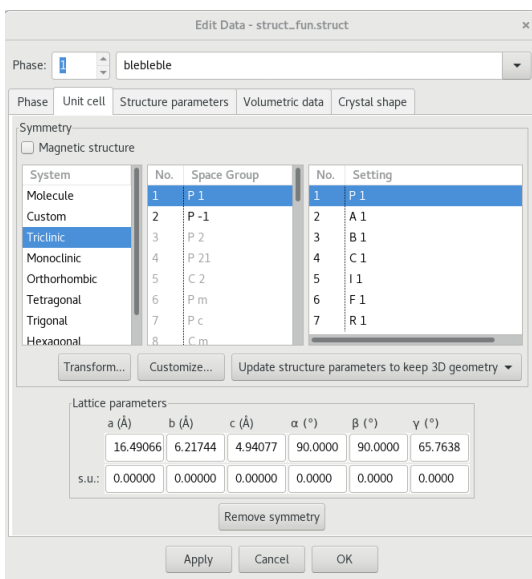 Edit Data - struct_fun.struct ×
Phase: 1 blebleble
Phase Unit cell Structure parameters Volumetric data Crystal shape
Symmetry
Magnetic structure
System No. Space Group No. Setting
Molecule 1 P 1 1 P 1
Custom 2 P -1 2 A 1
Triclinic 3 P 2 3 B 1
Monoclinic 4 P 21 4 C 1
Orthorhombic 5 C 2 5 I 1
Tetragonal 6 P m 6 F 1
Trigonal 7 P c 7 R 1
Hexagonal 8 C m
Transform... Customize... Update structure parameters to keep 3D geometry
Lattice parameters
a (Å) b (Å) c (Å) α (°) β (°) γ (°)
16.49066 6.21744 4.94077 90.0000 90.0000 65.7638
s.u.: 0.00000 0.00000 0.00000 0.0000 0.0000 0.0000
Remove symmetry
Apply Cancel OK